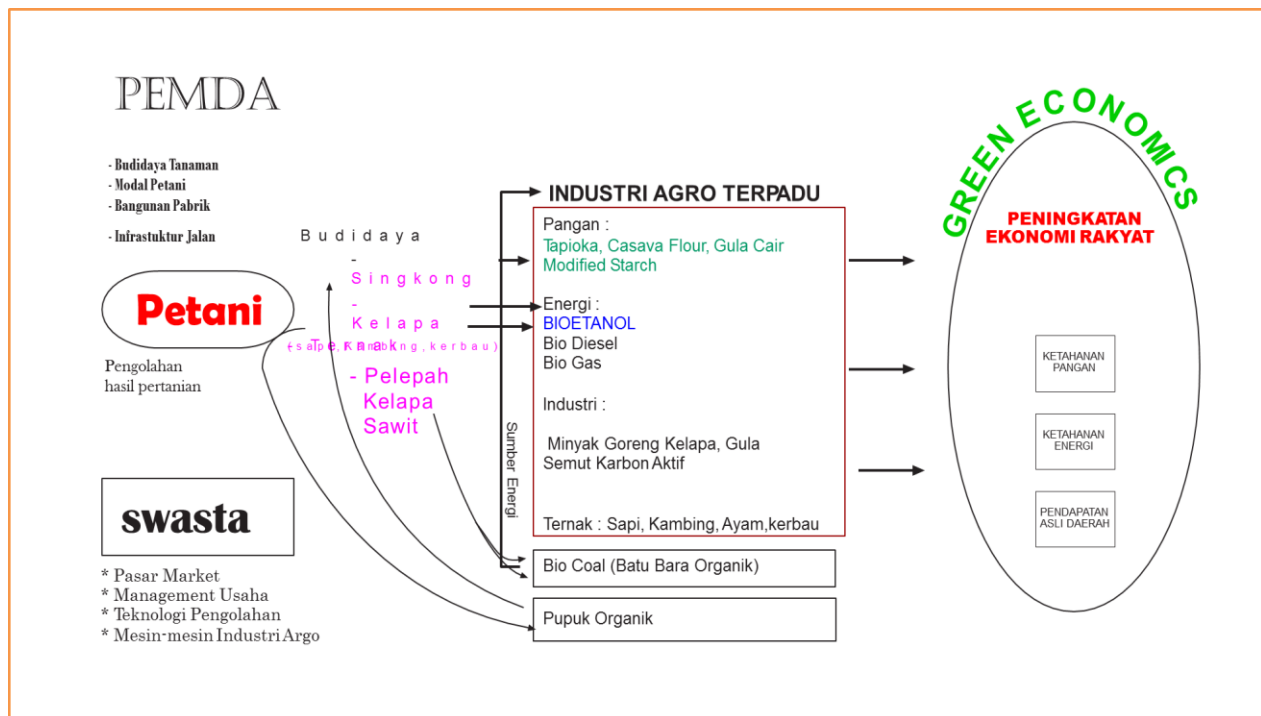 PEMDA
- Budidaya Tanaman
- Modal Petani
- Bangunan Pabrik
- Infrastuktur Jalan
Petani
Pengolahan
hasil pertanian
swasta
* Pasar Market
* Management Usaha
* Teknologi Pengolahan
* Mesin-mesin Industri Argo
Budidaya
-
Singkong
-
Kelapa
- Ternak
(sapi, Kambing, kerbau)
- Pelepah
Kelapa
Sawit
Sumber Energi
INDUSTRI AGRO TERPADU
Pangan :
Tapioka, Casava Flour, Gula Cair
Modified Starch
Energi :
BIOETANOL
Bio Diesel
Bio Gas
Industri :
Minyak Goreng Kelapa, Gula
Semut Karbon Aktif
Ternak : Sapi, Kambing, Ayam,kerbau
Bio Coal (Batu Bara Organik)
Pupuk Organik
GREEN ECONOMICS
PENINGKATAN
EKONOMI RAKYAT
KETAHANAN
PANGAN
KETAHANAN
ENERGI
PENDAPATAN
ASLI DAERAH